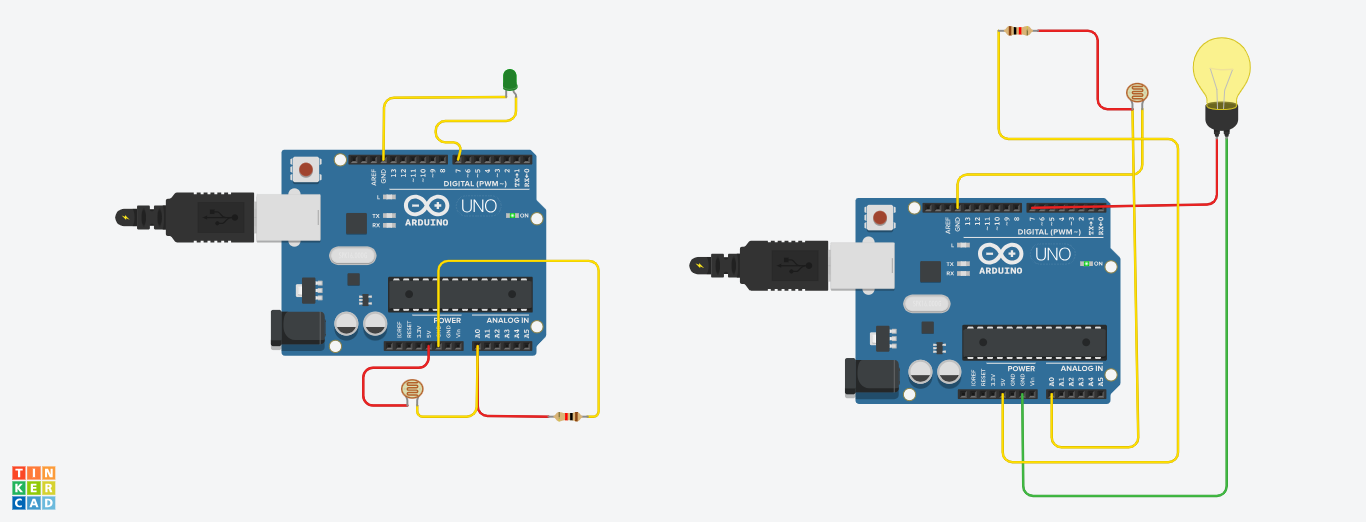 AREF
GND
13
12
~11
~10
~9
8
7
~6
~5
4
~3
2
TX→1
RX←0
DIGITAL (PWM~)
L
TX
RX
UNO
ARDUINO
ON
POWER
ANALOG IN
IOREF
RESET
3.3V
5V
GND
Vin
A0
A1
A2
A3
A4
A5
AREF
GND
13
12
~11
~10
~9
8
7
~6
~5
4
~3
2
TX→1
RX←0
DIGITAL (PWM~)
L
TX
RX
UNO
ARDUINO
ON
POWER
ANALOG IN
IOREF
RESET
3.3V
5V
GND
GND
Vin
A0
A1
A2
A3
A4
A5
TIN
KER
CAD